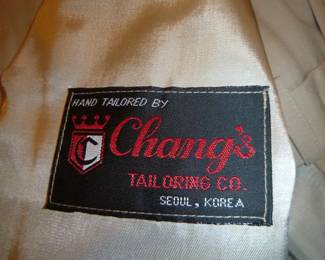 HAND TAILORED BY
C
Chang's
TAILORING CO.
SEOUL, KOREA